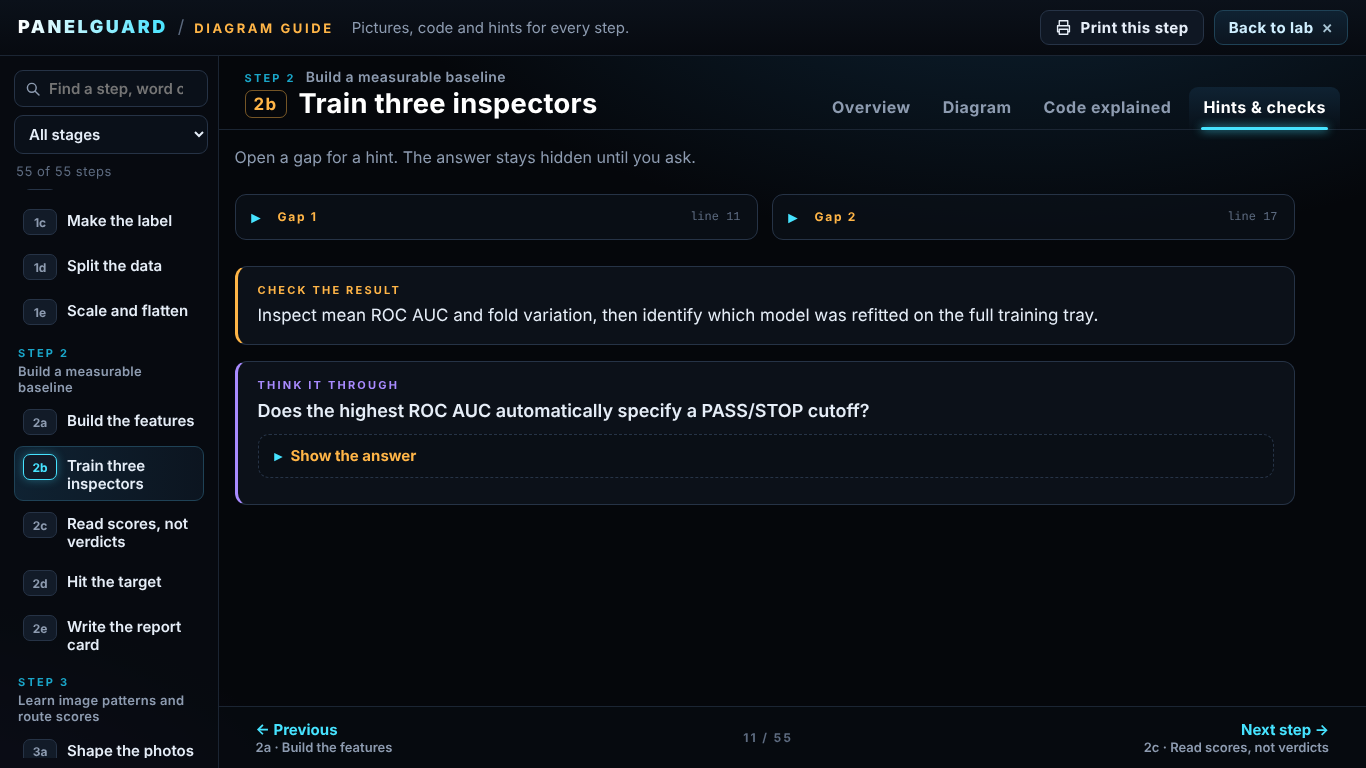 PANELGUARD / DIAGRAM GUIDE Pictures, code and hints for every step.
Print this step
Back to lab ×
Find a step, word c
All stages
55 of 55 steps
1c Make the label
1d Split the data
1e Scale and flatten
STEP 2
Build a measurable
baseline
2a Build the features
2b Train three
inspectors
2c Read scores, not
verdicts
2d Hit the target
2e Write the report
card
STEP 3
Learn image patterns and
route scores
3a Shape the photos
STEP 2 Build a measurable baseline
2b Train three inspectors
Overview
Diagram
Code explained
Hints & checks
Open a gap for a hint. The answer stays hidden until you ask.
▶ Gap 1 line 11
▶ Gap 2 line 17
CHECK THE RESULT
Inspect mean ROC AUC and fold variation, then identify which model was refitted on the full training tray.
THINK IT THROUGH
Does the highest ROC AUC automatically specify a PASS/STOP cutoff?
▶ Show the answer
← Previous
2a · Build the features
11 / 55
Next step →
2c · Read scores, not verdicts